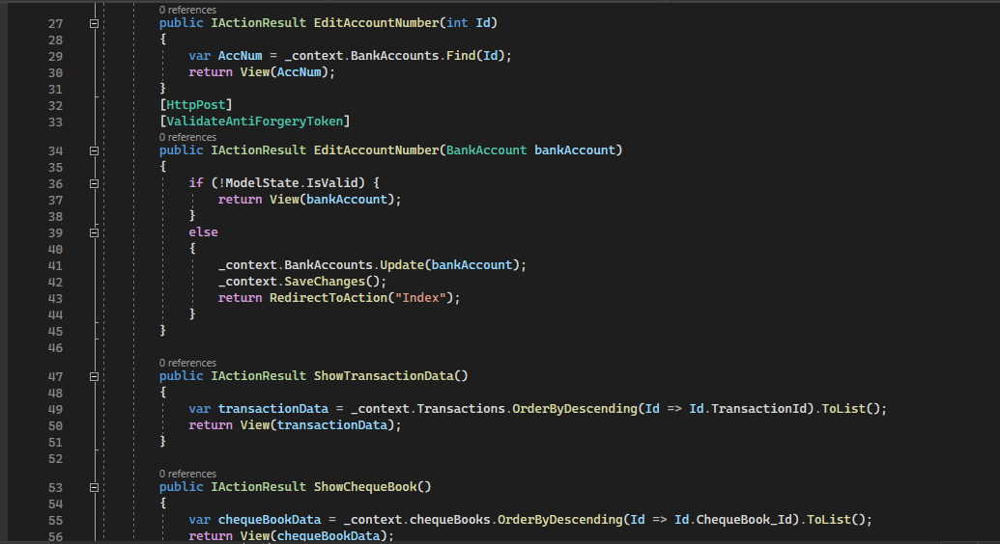 0 references
27 public IActionResult EditAccountNumber(int Id)
28 {
29 var AccNum = _context.BankAccounts.Find(Id);
30 return View(AccNum);
31 }
32 [HttpPost]
33 [ValidateAntiForgeryToken]
0 references
34 public IActionResult EditAccountNumber(BankAccount bankAccount)
35 {
36 if (!ModelState.IsValid) {
37 return View(bankAccount);
38 }
39 else
40 {
41 _context.BankAccounts.Update(bankAccount);
42 _context.SaveChanges();
43 return RedirectToAction("Index");
44 }
45 }
46
0 references
47 public IActionResult ShowTransactionData()
48 {
49 var transactionData = _context.Transactions.OrderByDescending(Id => Id.TransactionId).ToList();
50 return View(transactionData);
51 }
52
0 references
53 public IActionResult ShowChequeBook()
54 {
55 var chequeBookData = _context.chequeBooks.OrderByDescending(Id => Id.ChequeBook_Id).ToList();
56 return View(chequeBookData);